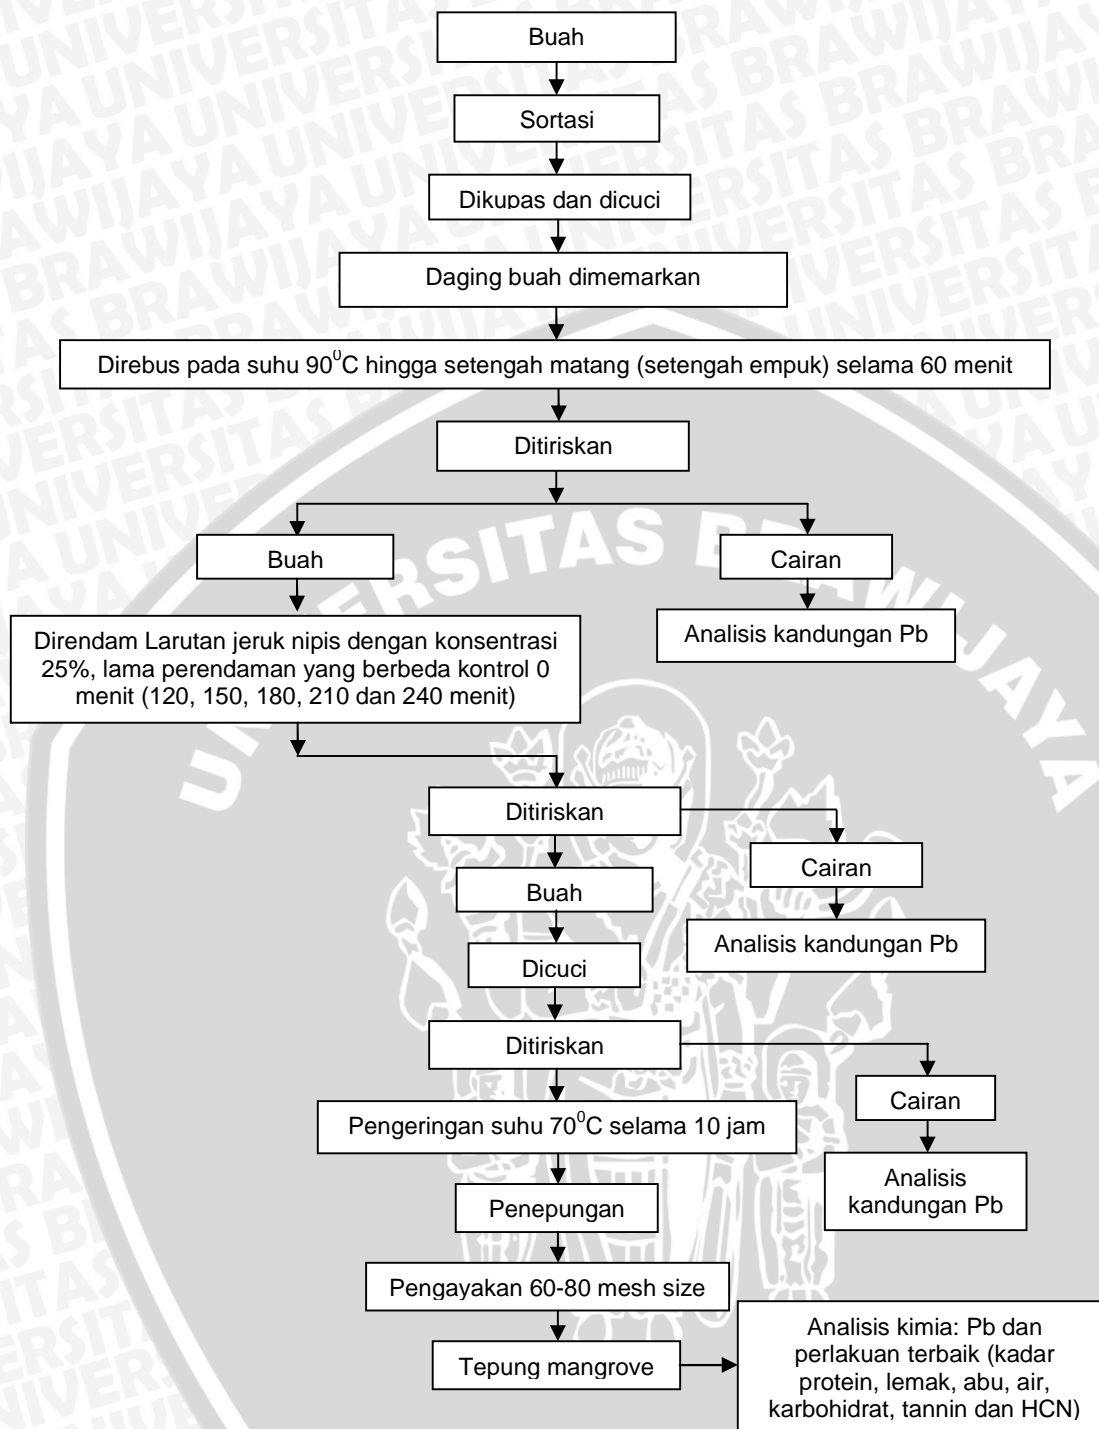 Buah
Sortasi
Dikupas dan dicuci
Daging buah dimemarkan
Direbus pada suhu 90⁰C hingga setengah matang (setengah empuk) selama 60 menit
Ditiriskan
Buah
Cairan
Direndam Larutan jeruk nipis dengan konsentrasi
25%, lama perendaman yang berbeda kontrol 0
menit (120, 150, 180, 210 dan 240 menit)
Analisis kandungan Pb
Ditiriskan
Cairan
Buah
Analisis kandungan Pb
Dicuci
Ditiriskan
Cairan
Pengeringan suhu 70⁰C selama 10 jam
Analisis
kandungan Pb
Penepungan
Pengayakan 60-80 mesh size
Tepung mangrove
Analisis kimia: Pb dan
perlakuan terbaik (kadar
protein, lemak, abu, air,
karbohidrat, tannin dan HCN)
UNIVERSITAS BRAWIJAYA